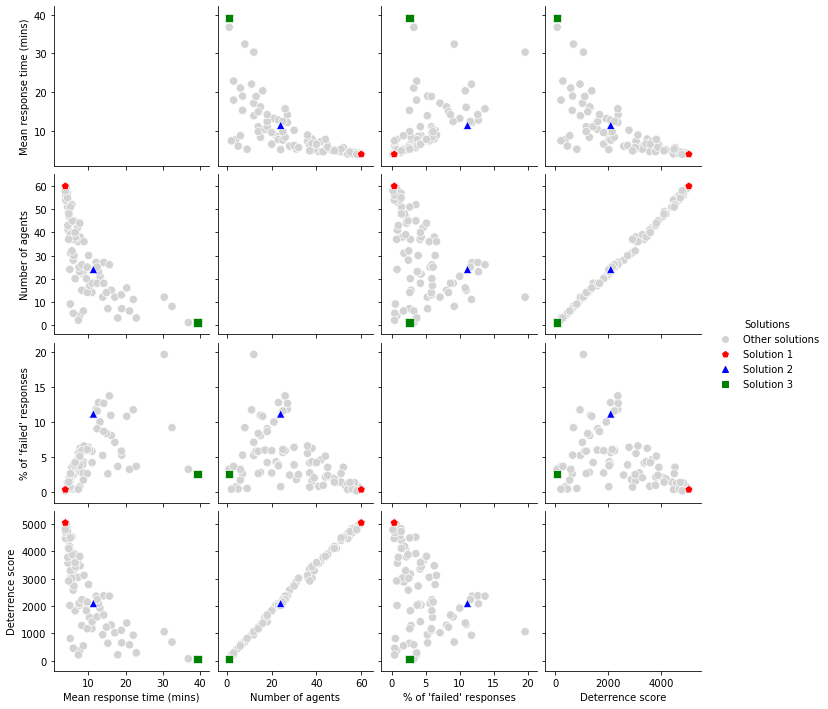 Mean response time (mins)
40
30
20
10
Number of agents
60
50
40
30
20
10
0
% of 'failed' responses
20
15
10
5
0
Deterrence score
5000
4000
3000
2000
1000
0
10 20 30 40
0 20 40 60
0 5 10 15 20
0 2000 4000
Mean response time (mins)
Number of agents
% of 'failed' responses
Deterrence score
Solutions
Other solutions
Solution 1
Solution 2
Solution 3